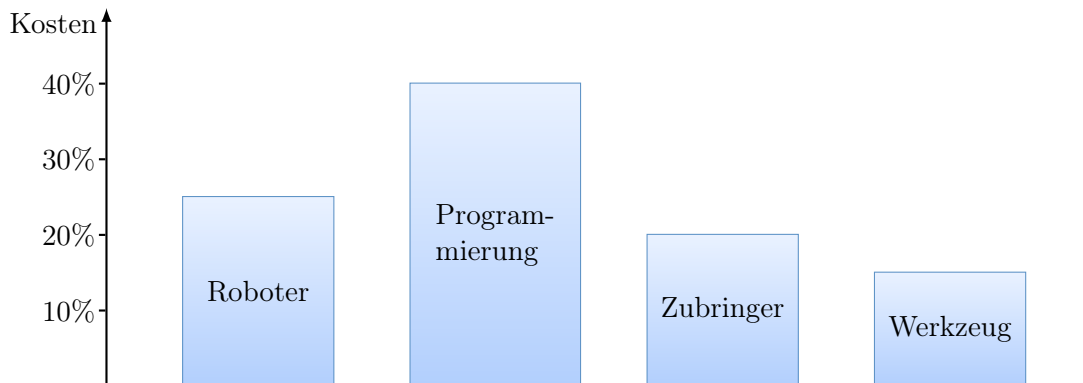 Kosten
40%
30%
20%
10%
Roboter
Program-
mierung
Zubringer
Werkzeug